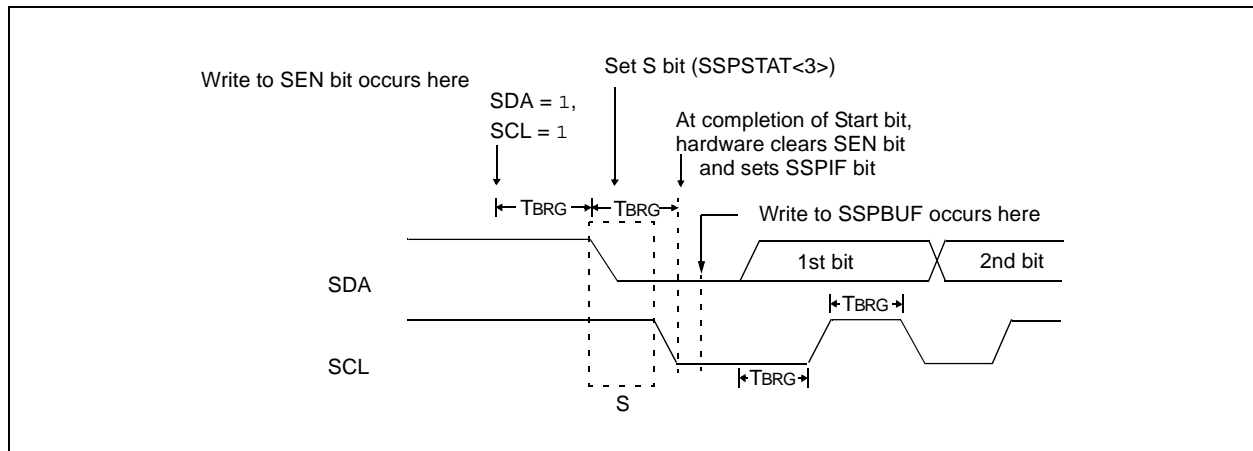 Set S bit (SSPSTAT<3>)
Write to SEN bit occurs here
SDA = 1,
SCL = 1
At completion of Start bit,
hardware clears SEN bit
and sets SSPIF bit
TBRG TBRG
Write to SSPBUF occurs here
1st bit 2nd bit
SDA
TBRG
SCL
TBRG
S